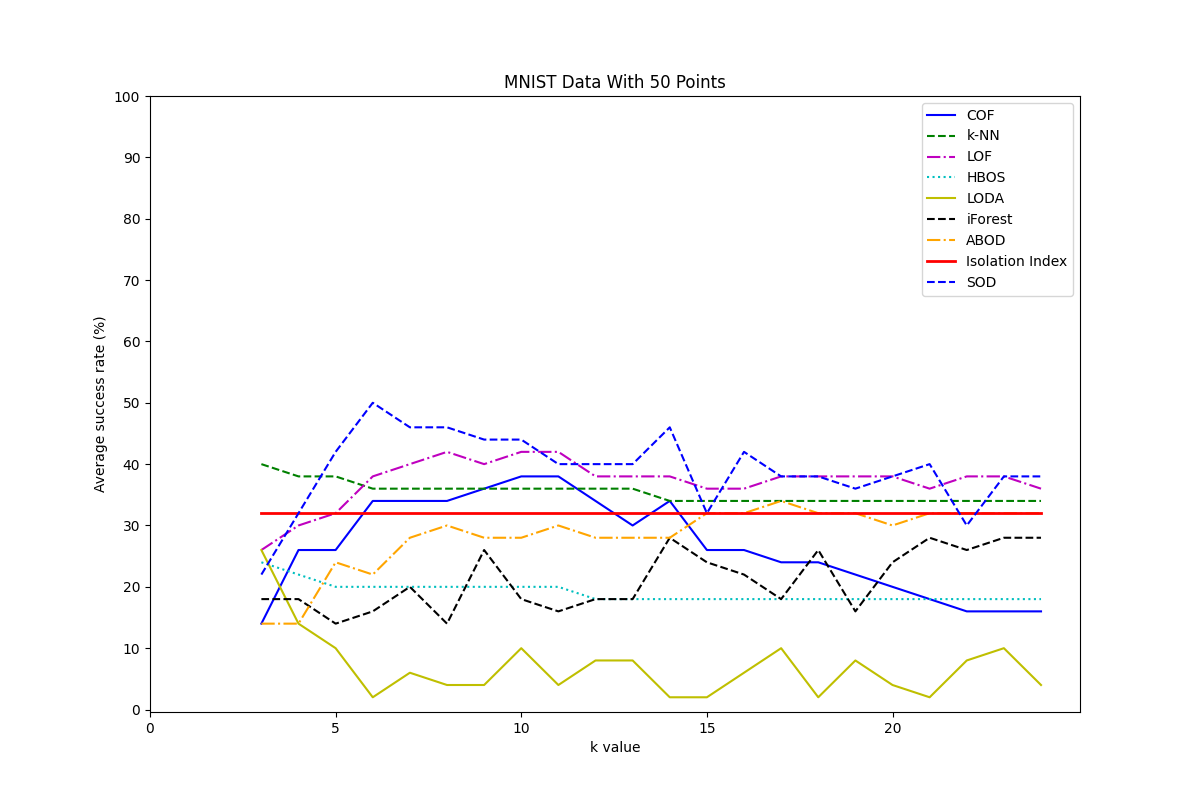 MNIST Data With 50 Points
Average success rate (%)
100
90
80
70
60
50
40
30
20
10
0
COF
k-NN
LOF
HBOS
LODA
iForest
ABOD
Isolation Index
SOD
0 5 10 15 20
k value